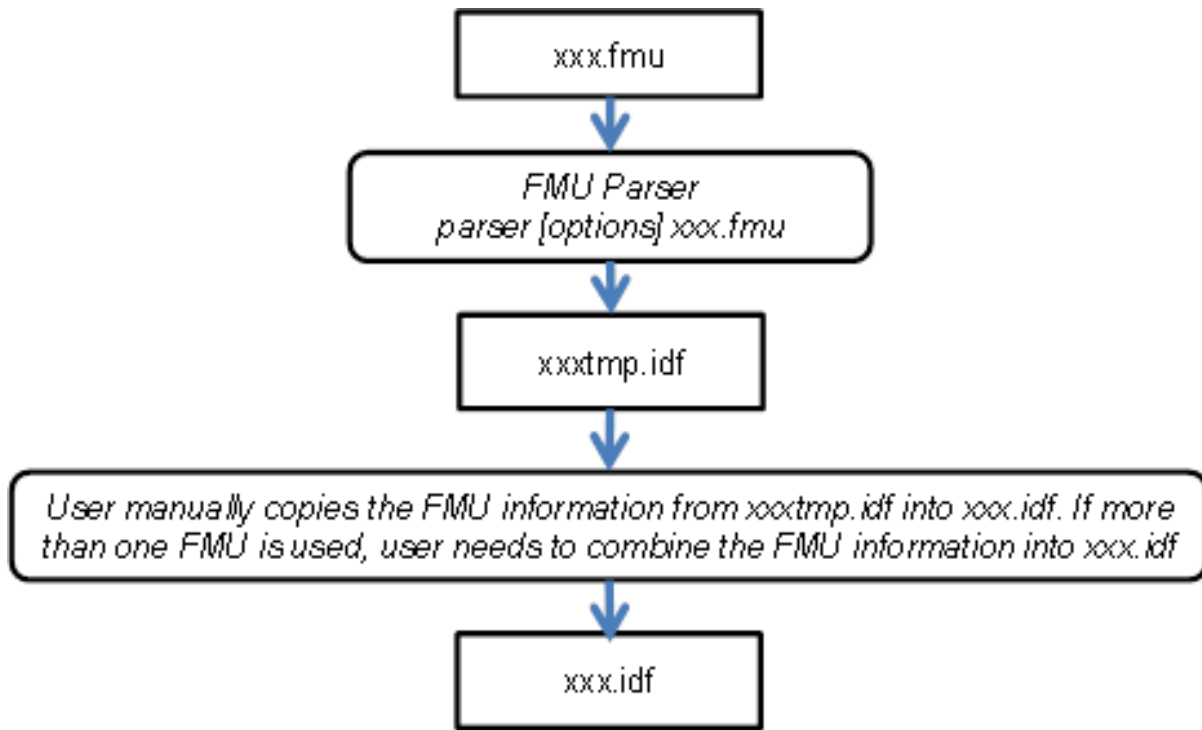 xxx.fmu
FMU Parser
parser [options] xxx.fmu
xxxtmp.idf
User manually copies the FMU information from xxxtmp.idf into xxx.idf. If more
than one FMU is used, user needs to combine the FMU information into xxx.idf
xxx.idf